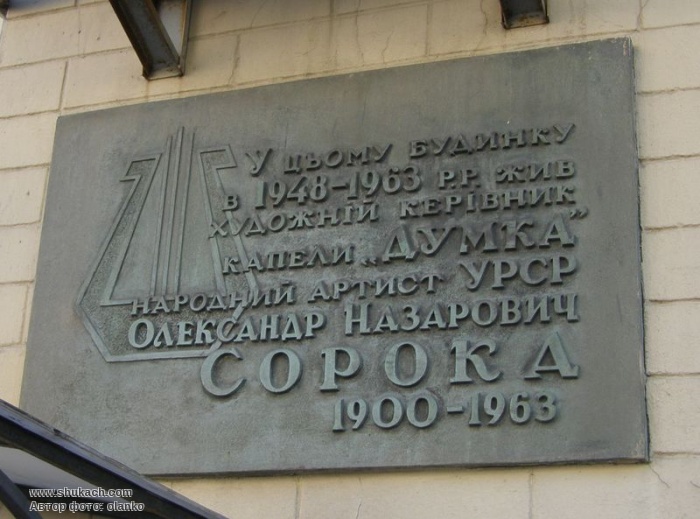 У ЦЬОМУ БУДИНКУ
В 1948-1963 Р.Р. ЖИВ
ХУДОЖНІЙ КЕРІВНИК
КАПЕЛИ „ДУМКА”
НАРОДНИЙ АРТИСТ УРСР
ОЛЕКСАНДР НАЗАРОВИЧ
СОРОКА
1900-1963
www.shukach.com
Автор фото: olanko